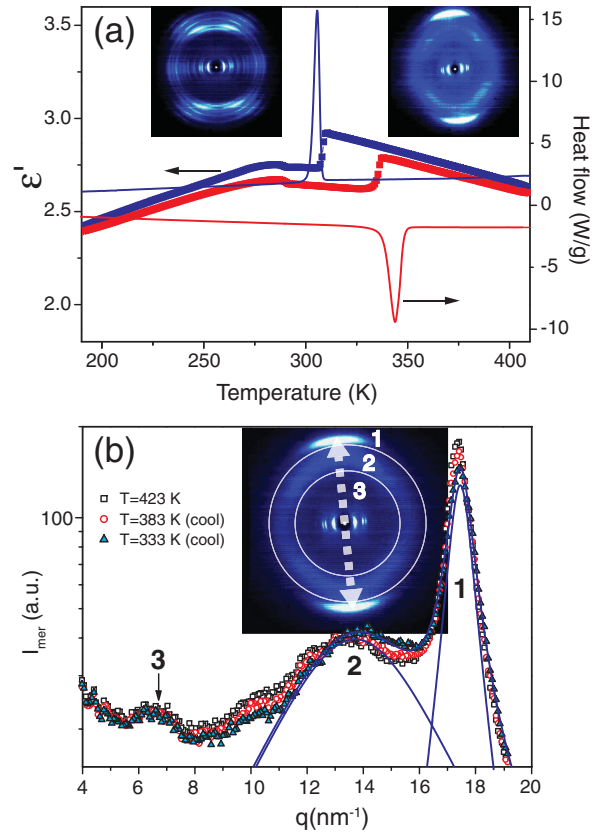 (a)
3.5
3.0
2.5
2.0
ε'
15
10
5
0
-5
-10
Heat flow (W/g)
200 250 300 350 400
Temperature (K)
(b)
T=423 K
T=383 K (cool)
T=333 K (cool)
1
2
3
100
I_mer (a.u.)
3
2
1
4 6 8 10 12 14 16 18 20
q(nm⁻¹)